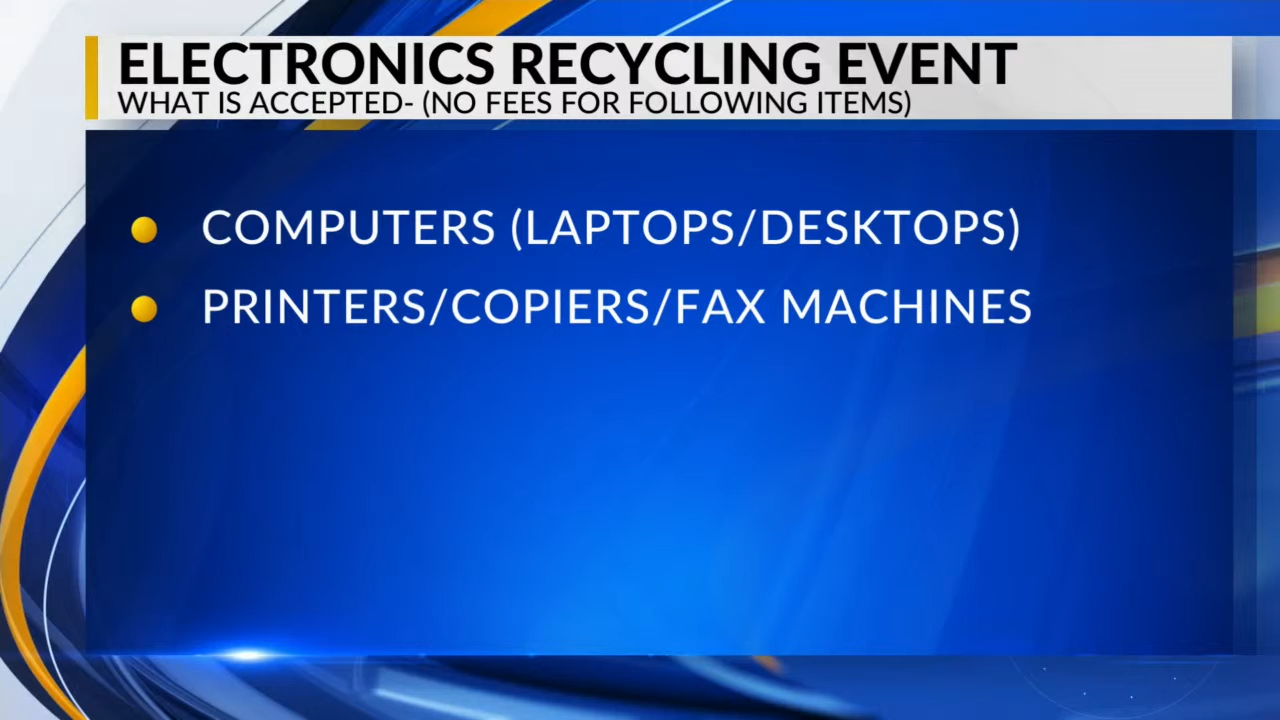 ELECTRONICS RECYCLING EVENT
WHAT IS ACCEPTED- (NO FEES FOR FOLLOWING ITEMS)
COMPUTERS (LAPTOPS/DESKTOPS)
PRINTERS/COPIERS/FAX MACHINES